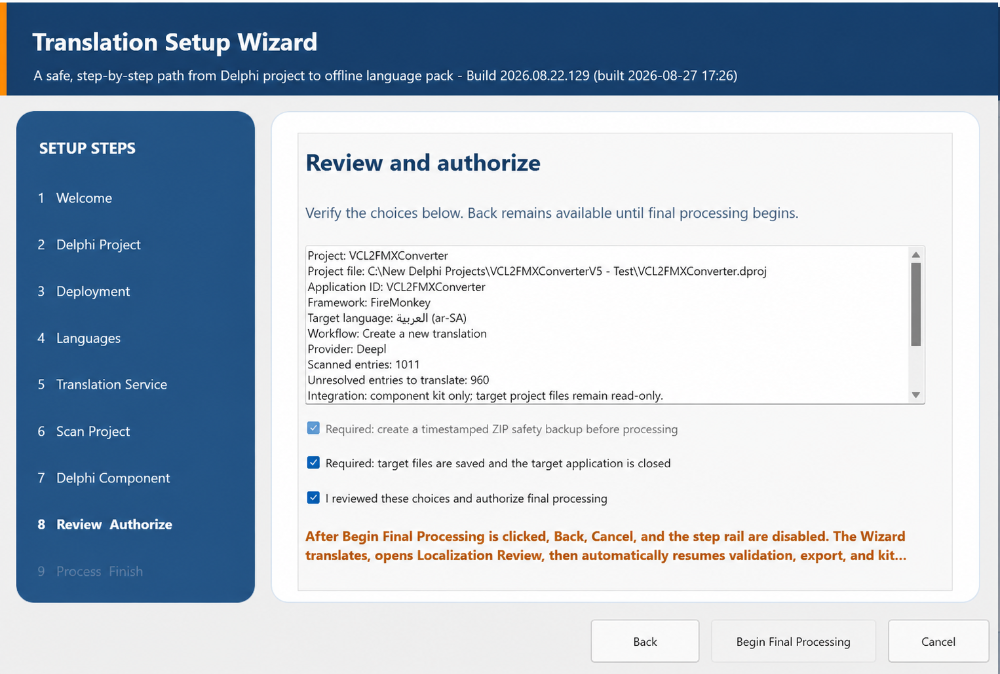 Translation Setup Wizard
A safe, step-by-step path from Delphi project to offline language pack - Build 2026.08.22.129 (built 2026-08-27 17:26)
SETUP STEPS
1 Welcome
2 Delphi Project
3 Deployment
4 Languages
5 Translation Service
6 Scan Project
7 Delphi Component
8 Review Authorize
9 Process Finish
Review and authorize
Verify the choices below. Back remains available until final processing begins.
Project: VCL2FMXConverter
Project file: C:\New Delphi Projects\VCL2FMXConverterV5 - Test\VCL2FMXConverter.dproj
Application ID: VCL2FMXConverter
Framework: FireMonkey
Target language: العربية (ar-SA)
Workflow: Create a new translation
Provider: Deepl
Scanned entries: 1011
Unresolved entries to translate: 960
Integration: component kit only; target project files remain read-only.
Required: create a timestamped ZIP safety backup before processing
Required: target files are saved and the target application is closed
I reviewed these choices and authorize final processing
After Begin Final Processing is clicked, Back, Cancel, and the step rail are disabled. The Wizard
translates, opens Localization Review, then automatically resumes validation, export, and kit...
Back
Begin Final Processing
Cancel